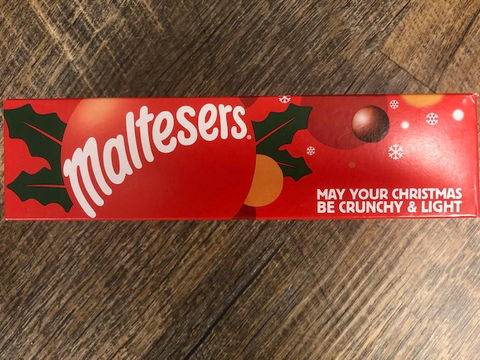 Maltesers
MAY YOUR CHRISTMAS
BE CRUNCHY & LIGHT